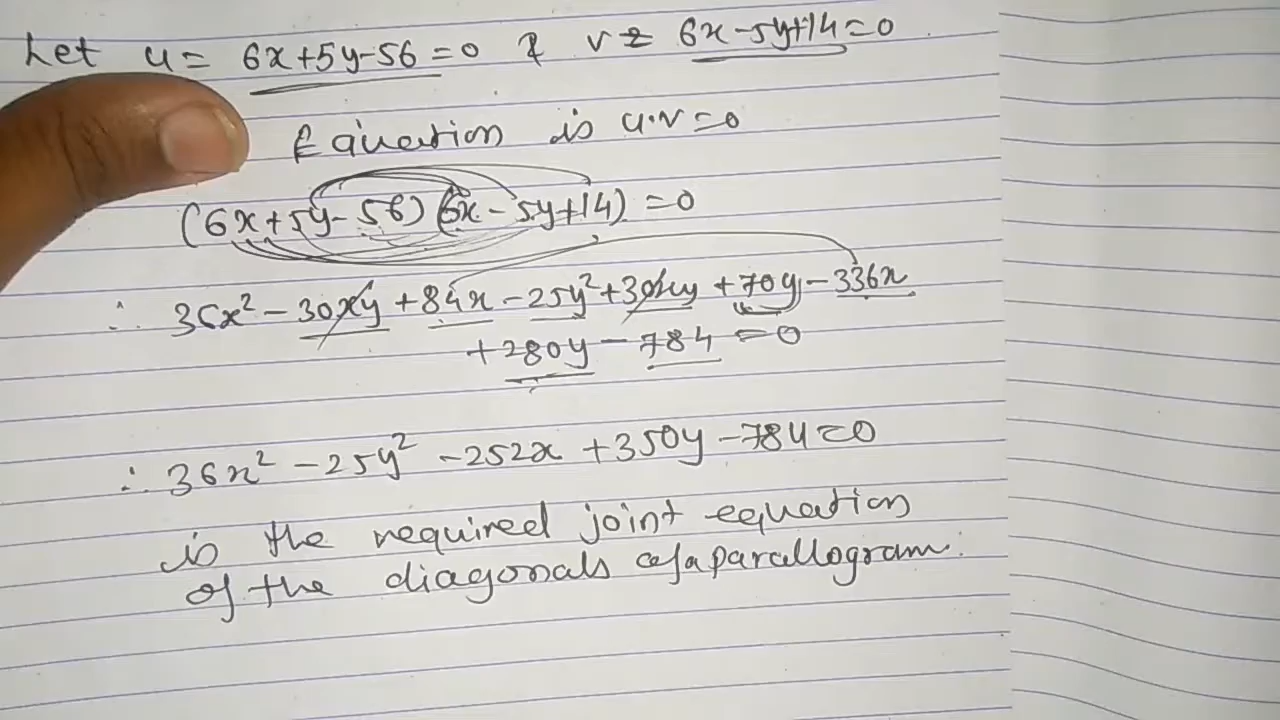 Let u = 6x+5y-56=0 & v = 6x-5y+14=0
Equation is u.v=0
(6x+5y-56)(6x-5y+14)=0
∴ 36x²-30xy+84x-25y²+30xy+70y-336x
+280y-784=0
∴ 36x²-25y²-252x+350y-784=0
is the required joint equation
of the diagonals of a parallogram.